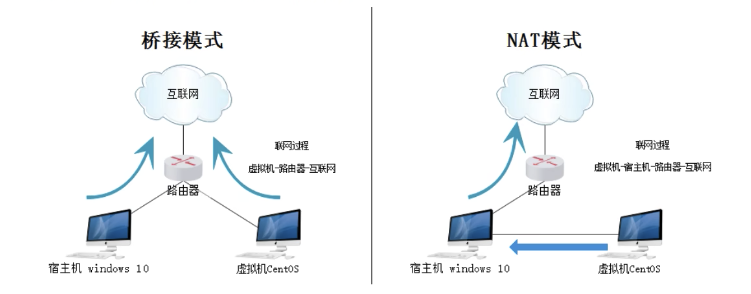 桥接模式
互联网
联网过程
虚拟机-路由器-互联网
路由器
宿主机 windows 10
虚拟机CentOS
NAT模式
互联网
联网过程
虚拟机-宿主机-路由器-互联网
路由器
宿主机 windows 10
虚拟机CentOS